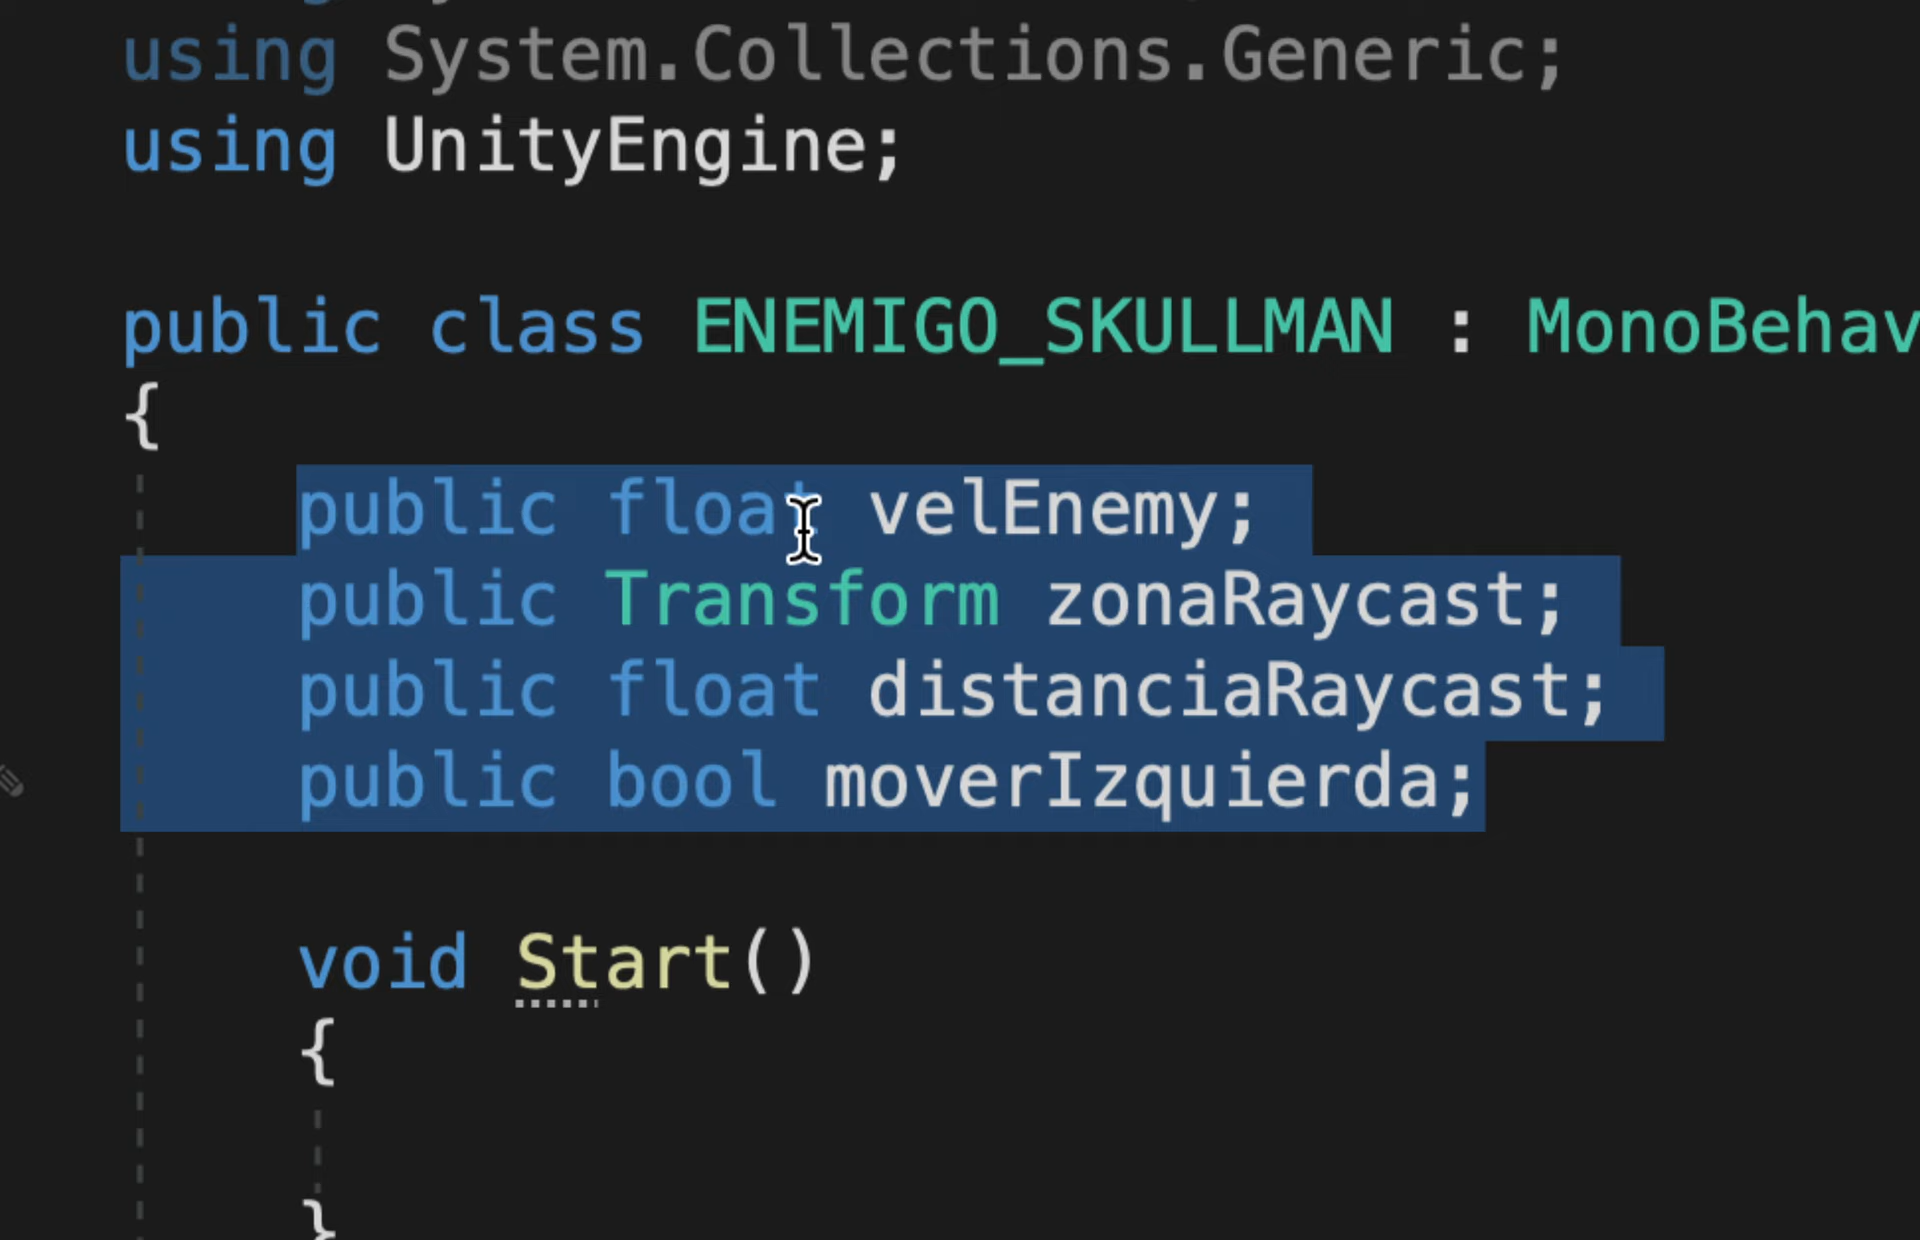 using System.Collections.Generic;
using UnityEngine;
public class ENEMIGO_SKULLMAN : MonoBehav
{
public float velEnemy;
public Transform zonaRaycast;
public float distanciaRaycast;
public bool moverIzquierda;
void Start()
{
}